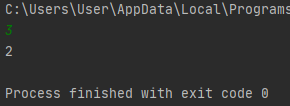 C:\Users\User\AppData\Local\Programs
3
2
Process finished with exit code 0